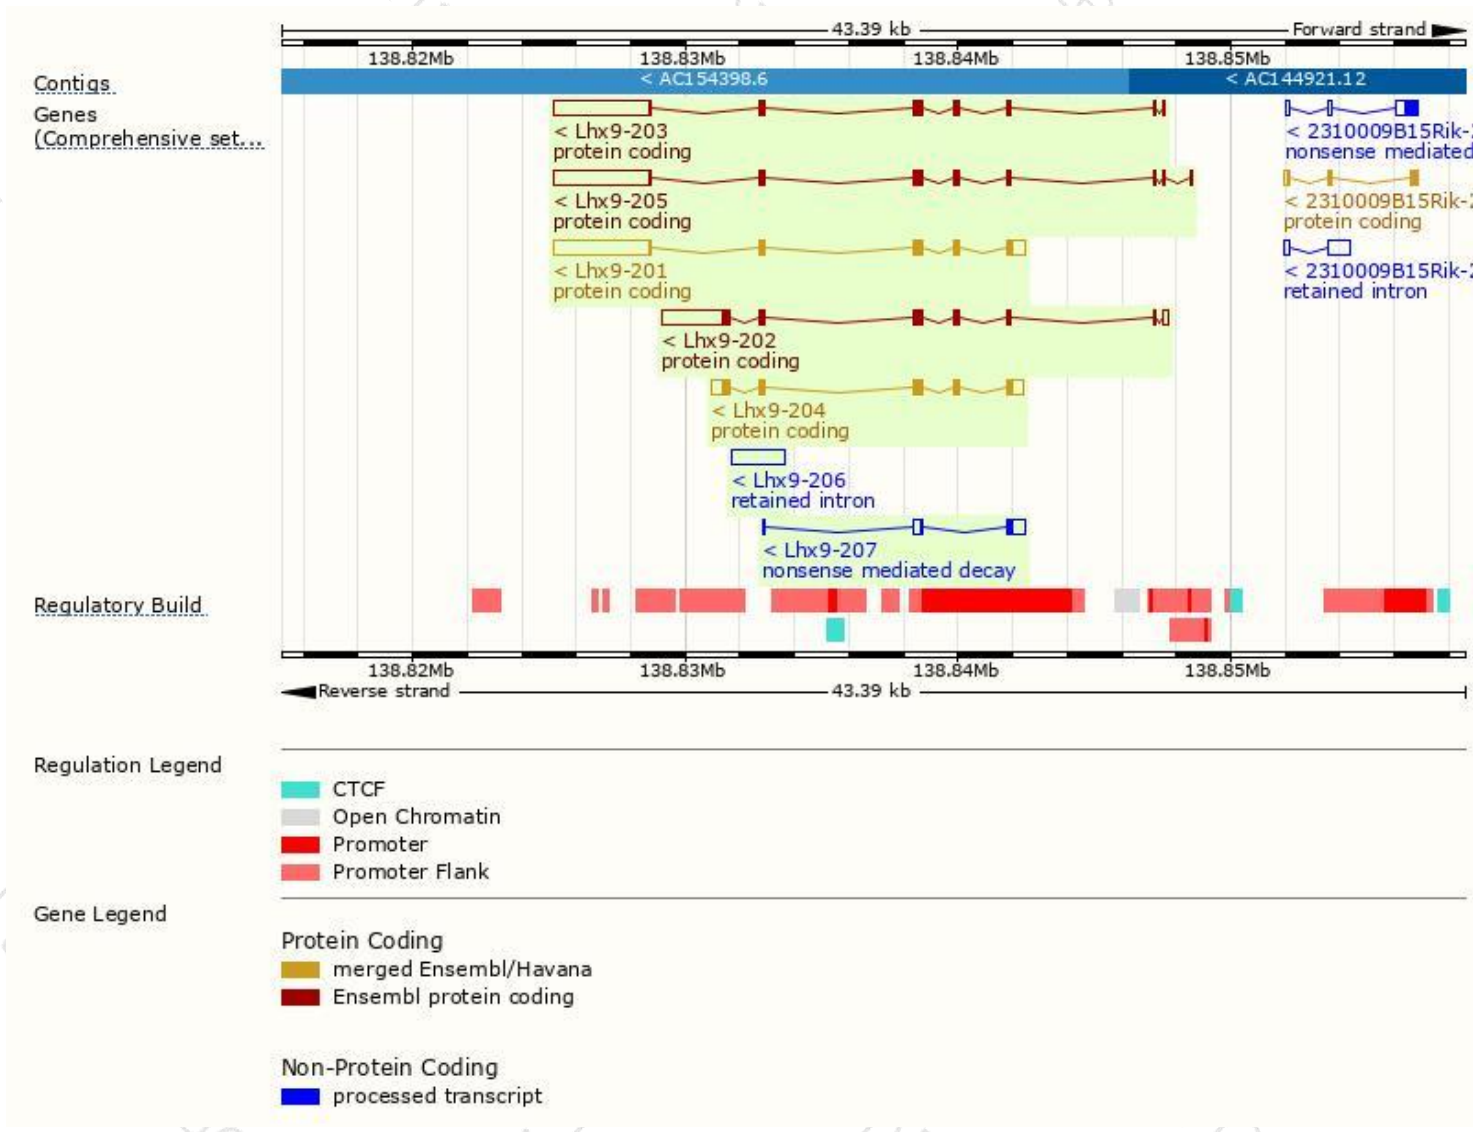 43.39 kb Forward strand
138.82Mb 138.83Mb 138.84Mb 138.85Mb
Contigs < AC154398.6 < AC144921.12
Genes
(Comprehensive set...
< Lhx9-203 < 2310009B15Rik-
protein coding nonsense mediated
< Lhx9-205 < 2310009B15Rik-2
protein coding protein coding
< Lhx9-201 < 2310009B15Rik-2
protein coding retained intron
< Lhx9-202
protein coding
< Lhx9-204
protein coding
< Lhx9-206
retained intron
< Lhx9-207
nonsense mediated decay
Regulatory Build
138.82Mb 138.83Mb 138.84Mb 138.85Mb
Reverse strand 43.39 kb
Regulation Legend
CTCF
Open Chromatin
Promoter
Promoter Flank
Gene Legend
Protein Coding
merged Ensembl/Havana
Ensembl protein coding
Non-Protein Coding
processed transcript